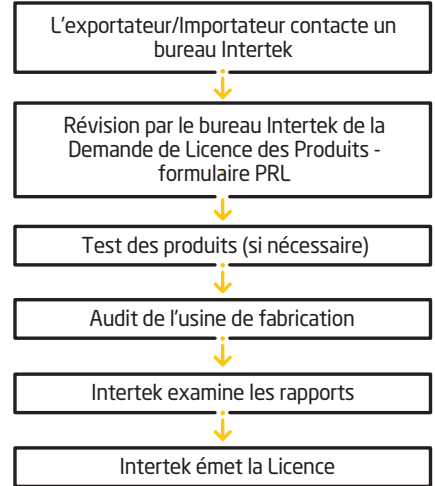 L'exportateur/Importateur contacte un
bureau Intertek
Révision par le bureau Intertek de la
Demande de Licence des Produits -
formulaire PRL
Test des produits (si nécessaire)
Audit de l'usine de fabrication
Intertek examine les rapports
Intertek émet la Licence